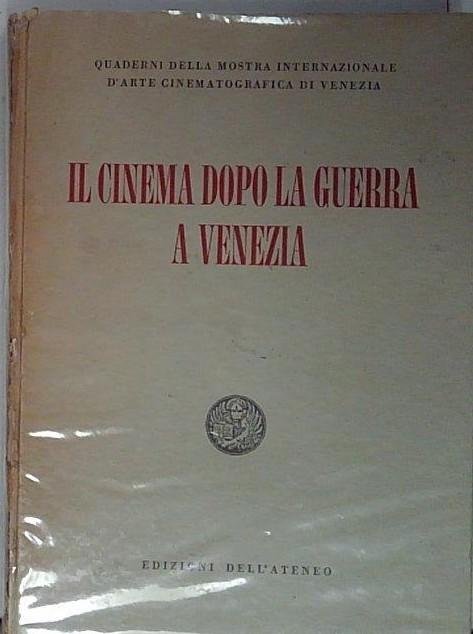 QUADERNI DELLA MOSTRA INTERNAZIONALE
D'ARTE CINEMATOGRAFICA DI VENEZIA
IL CINEMA DOPO LA GUERRA
A VENEZIA
EDIZIONI DELL'ATENEO